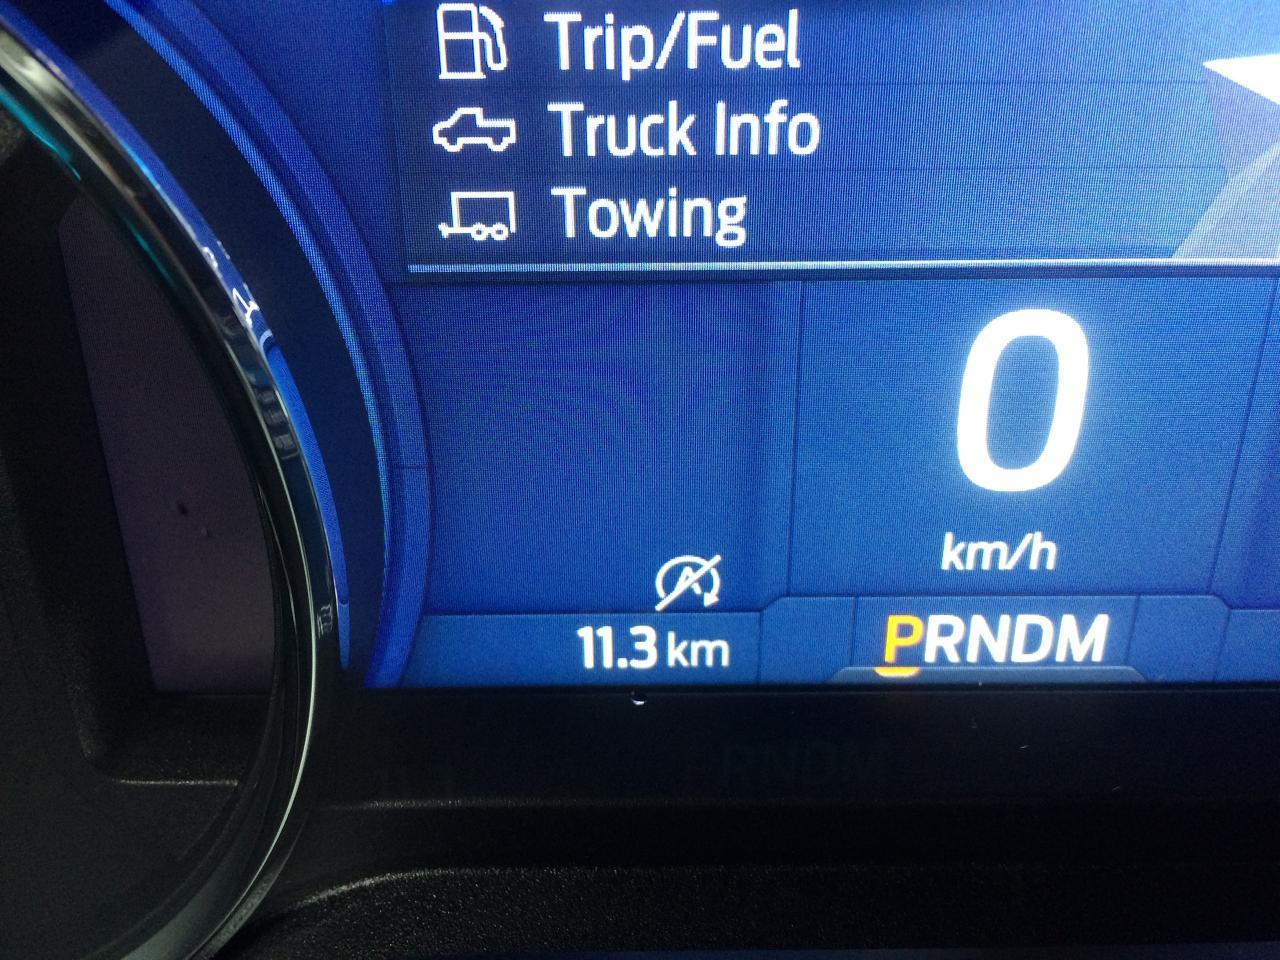 Trip/Fuel
Truck Info
Towing
0
km/h
11.3 km
PRNDM